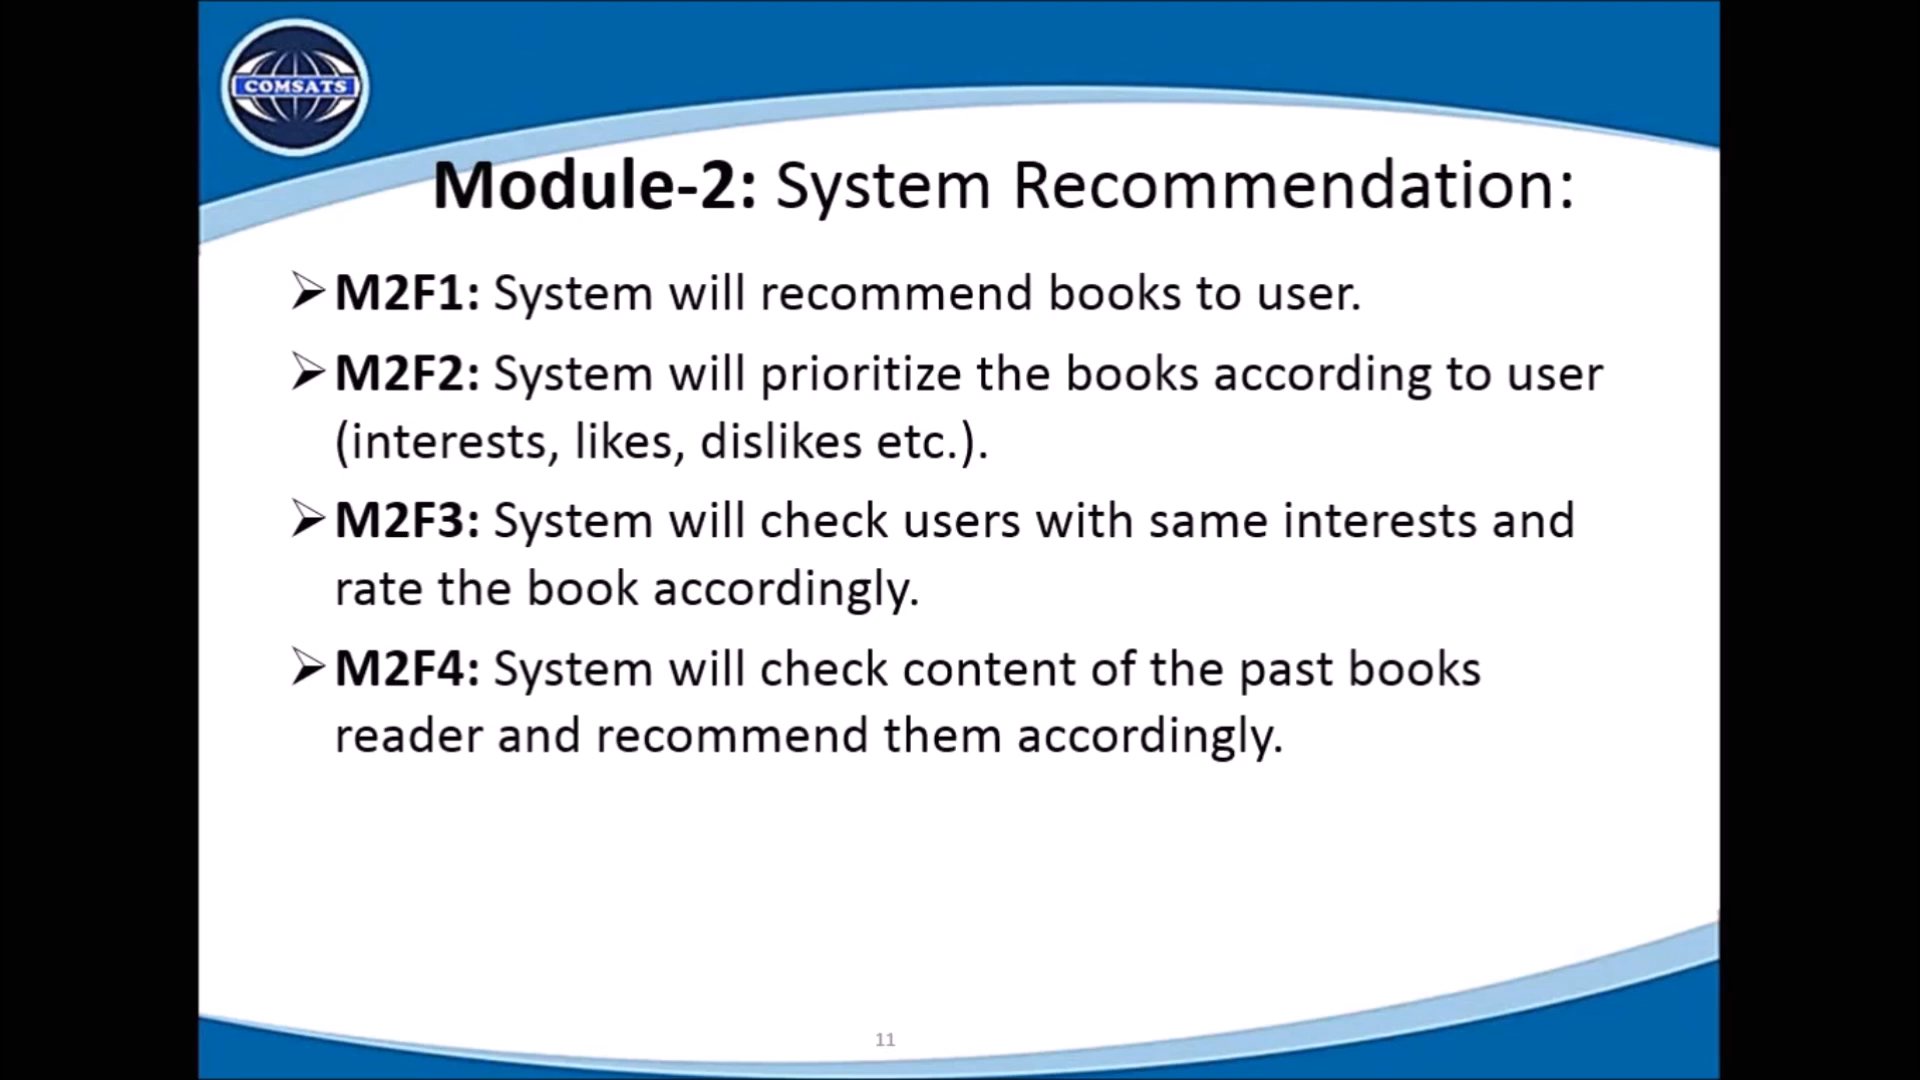 COMSATS
Module-2: System Recommendation:
➢M2F1: System will recommend books to user.
➢M2F2: System will prioritize the books according to user
(interests, likes, dislikes etc.).
➢M2F3: System will check users with same interests and
rate the book accordingly.
➢M2F4: System will check content of the past books
reader and recommend them accordingly.
11